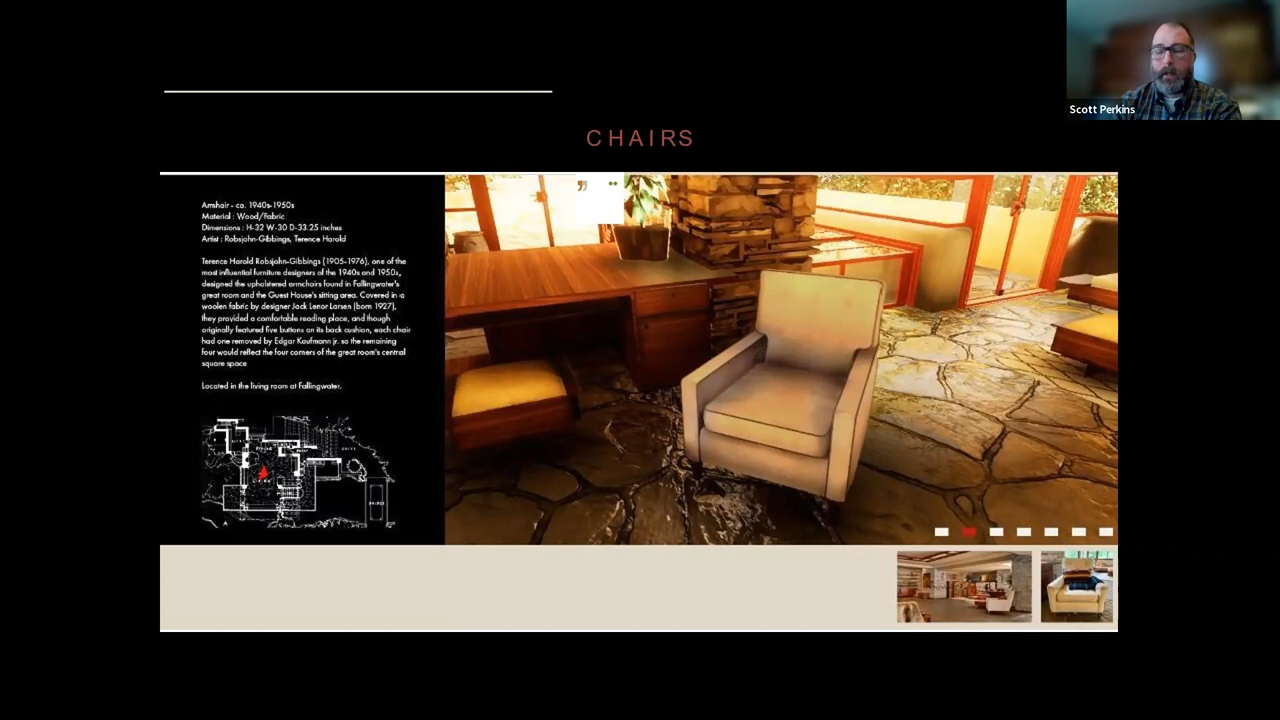 Scott Perkins
CHAIRS
Amshair - ca. 1940s-1950s
Material : Wood/Fabric
Dimensions : H-32 W-30 D-33.25 inches
Artist : Robsjohn-Gibbings, Terence Harold
Terence Harold Robsjohn-Gibbings (1905-1976), one of the
most influential furniture designers of the 1940s and 1950s,
designed the upholstered armchairs found in Fallingwater's
great room and the Guest House's sitting area. Covered in a
woolen fabric by designer Jack Lenor Larsen (born 1927),
they provided a comfortable reading place, and though
originally featured five buttons on its back cushion, each chair
had one removed by Edgar Kaufmann jr. so the remaining
four would reflect the four corners of the great room's central
square space
Located in the living room at Fallingwater.